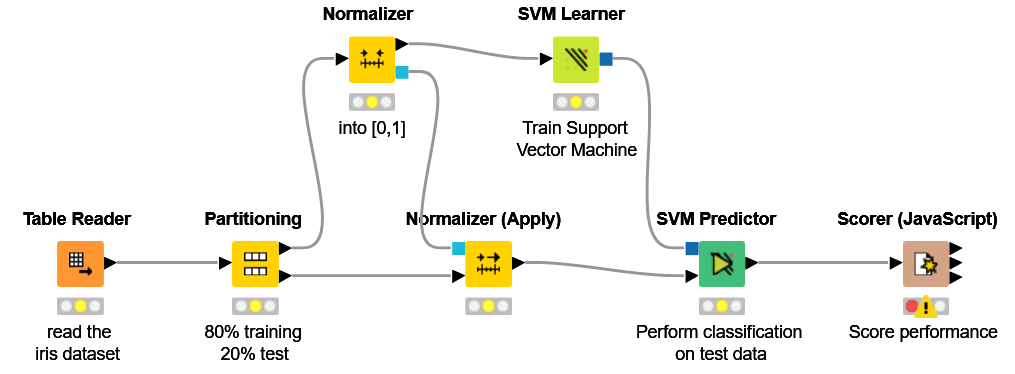 Normalizer
SVM Learner
into [0,1]
Train Support
Vector Machine
Table Reader
Partitioning
Normalizer (Apply)
SVM Predictor
Scorer (JavaScript)
read the
iris dataset
80% training
20% test
Perform classification
on test data
Score performance